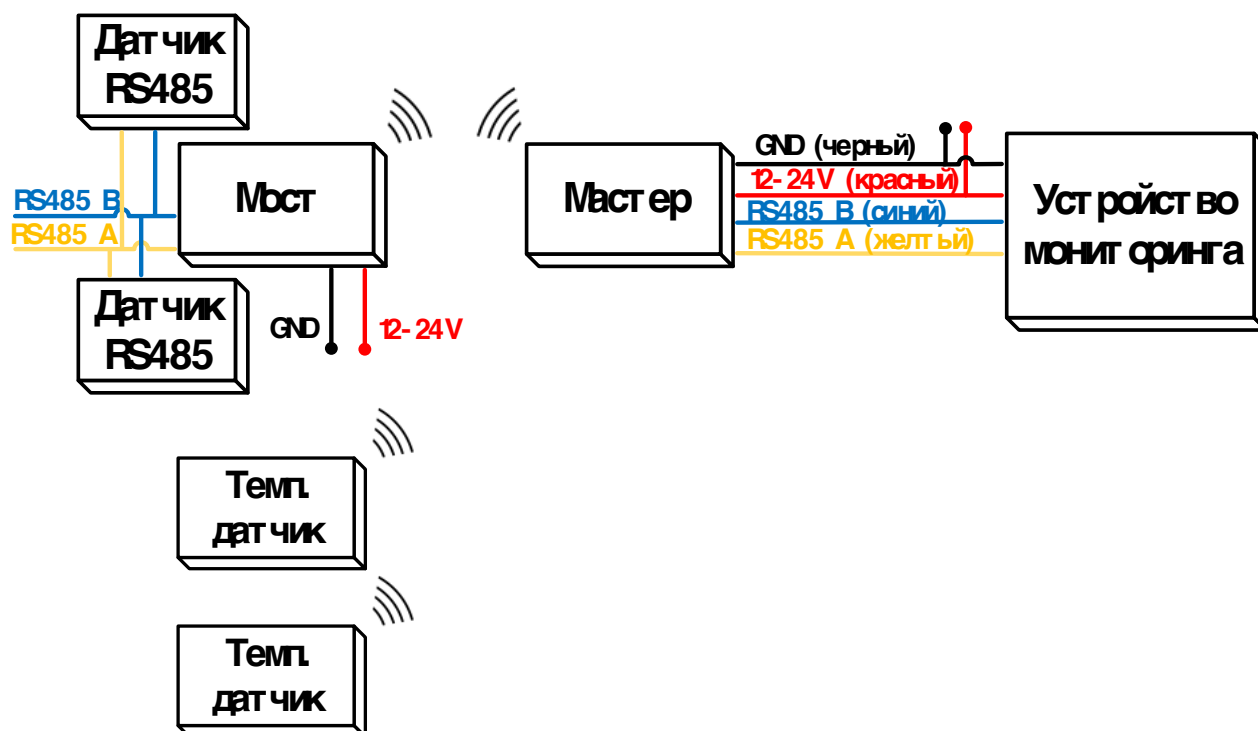 Датчик
RS485
Мост
RS485 B
RS485 A
Датчик
RS485
GND
12-24V
Мастер
GND (черный)
12-24V (красный)
RS485 B (синий)
RS485 A (желтый)
Устройство
мониторинга
Темп.
датчик
Темп.
датчик